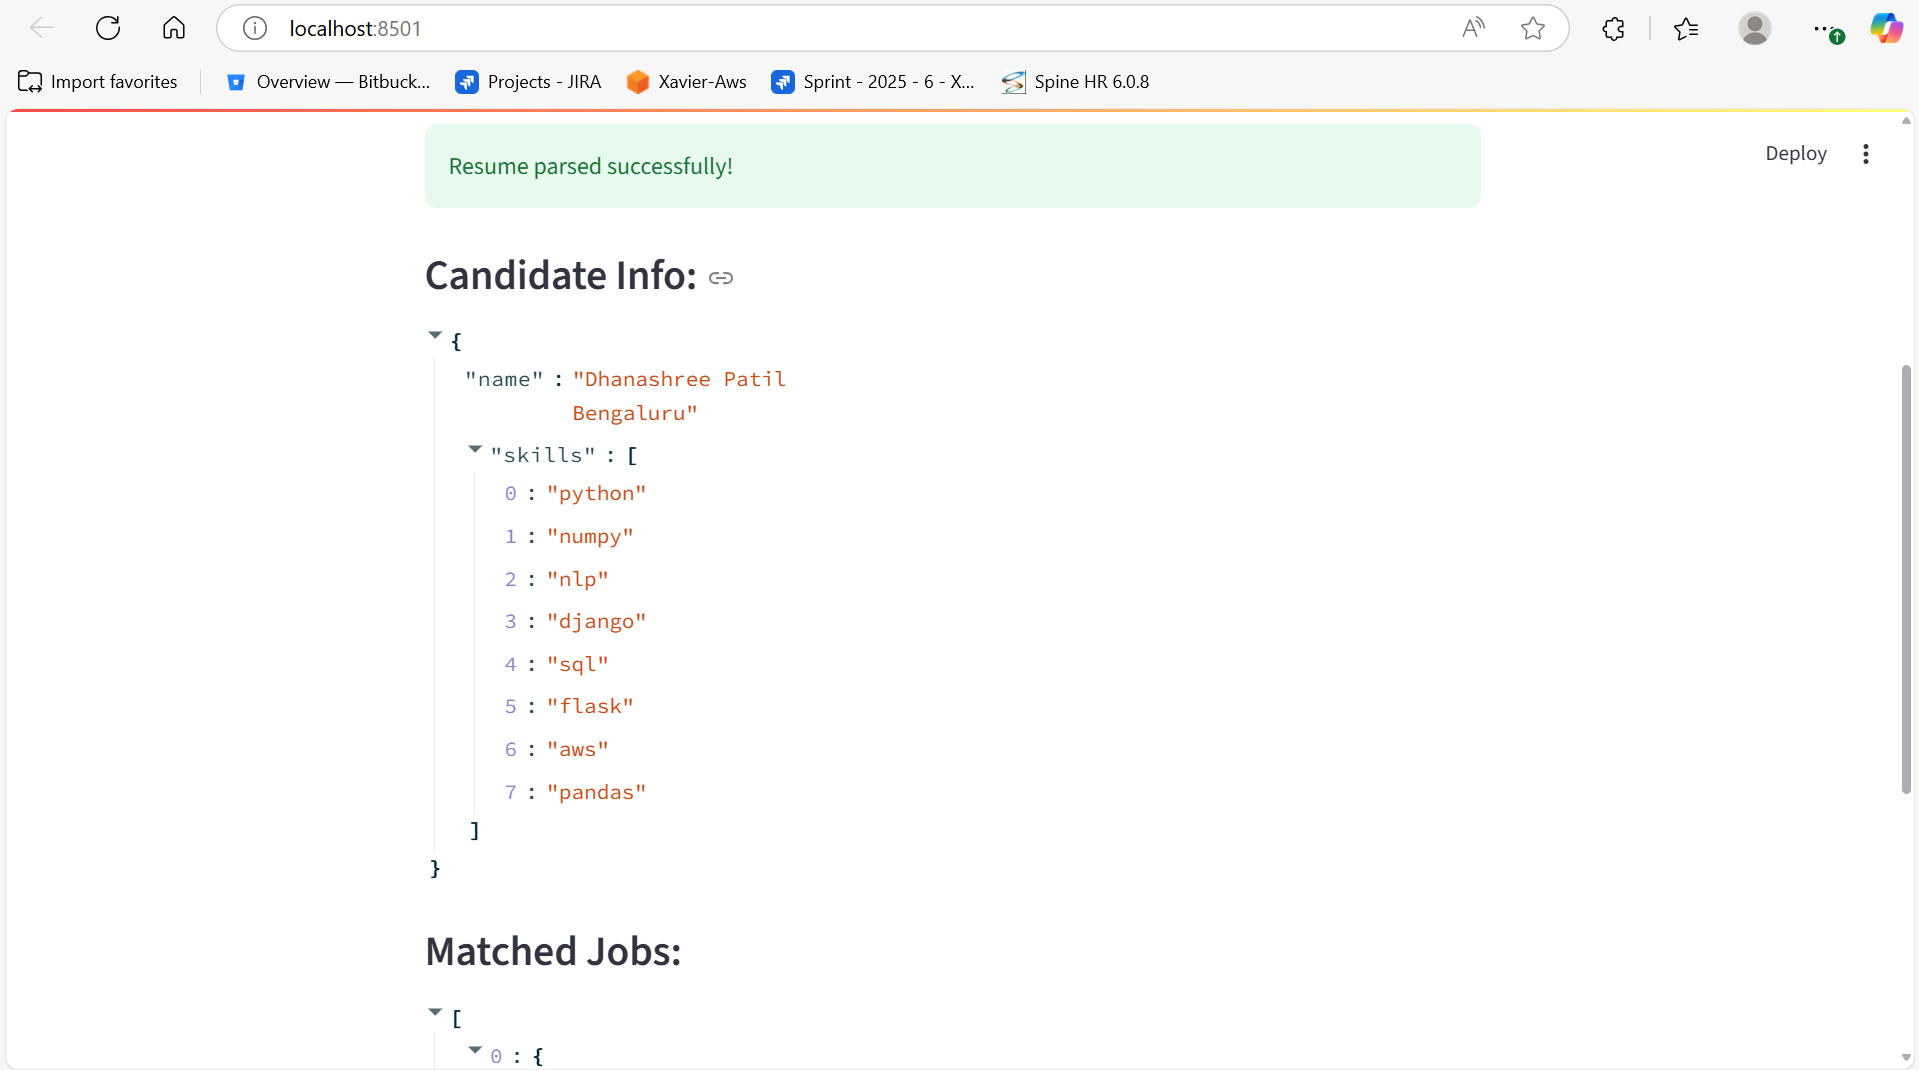 localhost:8501
Import favorites
Overview — Bitbuck...
Projects - JIRA
Xavier-Aws
Sprint - 2025 - 6 - X...
Spine HR 6.0.8
Resume parsed successfully!
Deploy
Candidate Info:
{
"name" : "Dhanashree Patil
Bengaluru"
"skills" : [
0 : "python"
1 : "numpy"
2 : "nlp"
3 : "django"
4 : "sql"
5 : "flask"
6 : "aws"
7 : "pandas"
]
}
Matched Jobs:
[
0 : {